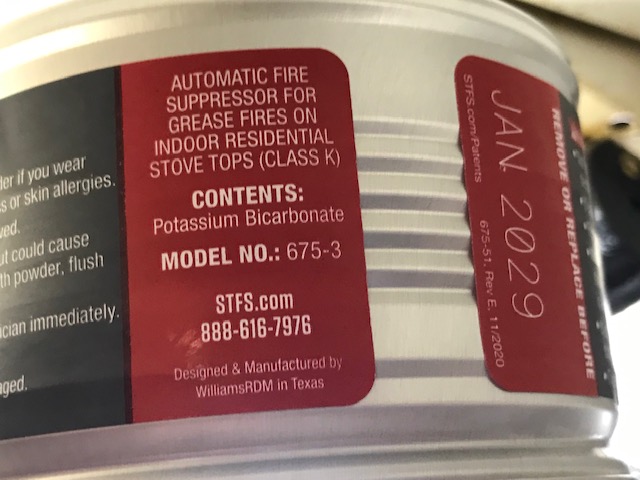 der if you wear
s or skin allergies.
ved.
ut could cause
th powder, flush
ician immediately.
aged.
AUTOMATIC FIRE
SUPPRESSOR FOR
GREASE FIRES ON
INDOOR RESIDENTIAL
STOVE TOPS (CLASS K)
CONTENTS:
Potassium Bicarbonate
MODEL NO.: 675-3
STFS.com
888-616-7976
Designed & Manufactured by
WilliamsRDM in Texas
REMOVE OR REPLACE BEFORE
JAN 2029
STFS.com/Patents 675-51, Rev E, 11/2020